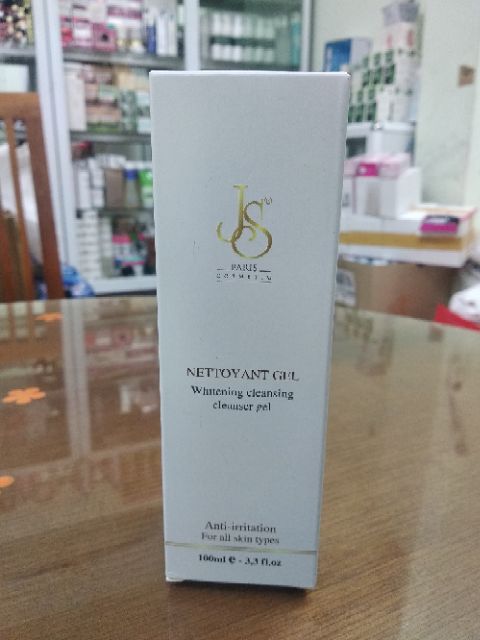 JS
PARIS
COSMETIC
NETTOYANT GEL
Whitening cleansing
cleanser gel
Anti-irritation
For all skin types
100ml e - 3,3 fl.oz